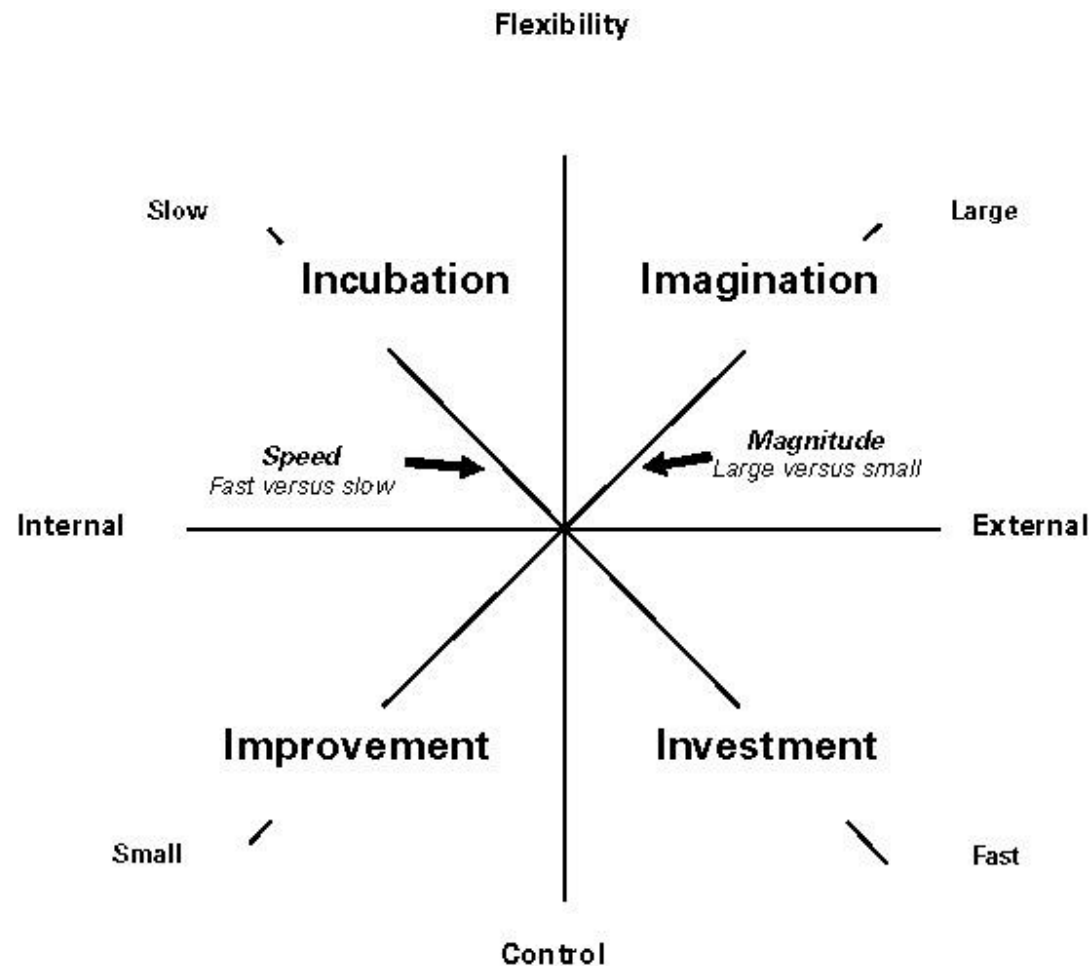 Flexibility
Slow
Large
Incubation
Imagination
Speed
Fast versus slow
Magnitude
Large versus small
Internal
External
Improvement
Investment
Small
Fast
Control